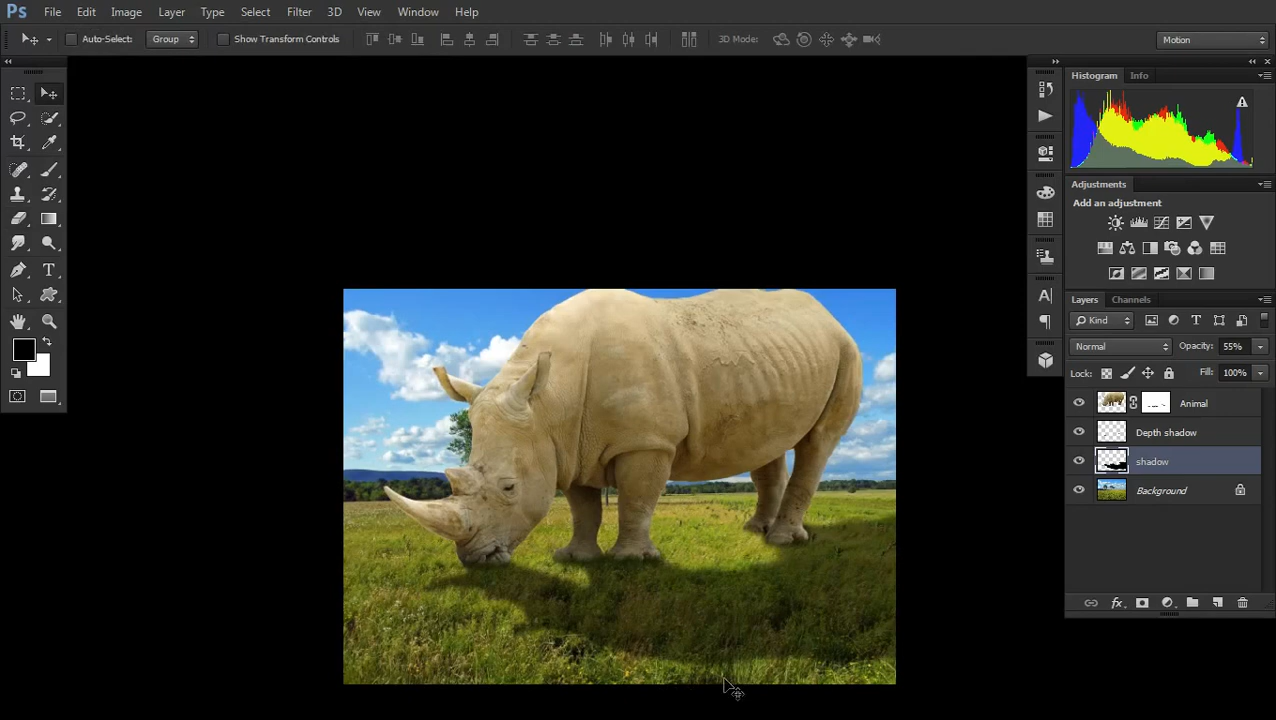 Ps File Edit Image Layer Type Select Filter 3D View Window Help
Auto-Select: Group Show Transform Controls 3D Mode: Motion
Histogram Info
Adjustments
Add an adjustment
Layers Channels
Kind
Normal Opacity: 55%
Lock: Fill: 100%
Animal
Depth shadow
shadow
Background